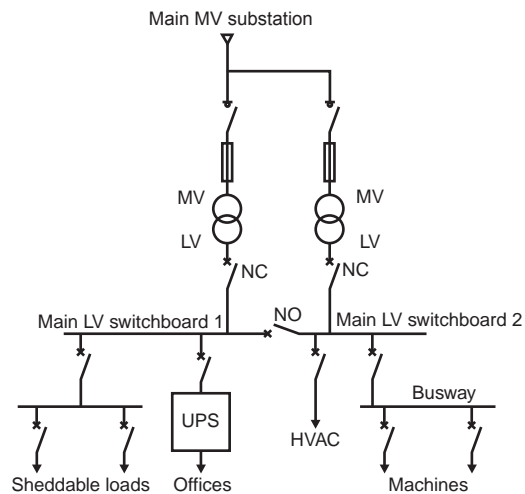 Main MV substation
MV
MV
LV
LV
NC
NC
Main LV switchboard 1
NO
Main LV switchboard 2
Busway
UPS
HVAC
Sheddable loads
Offices
Machines